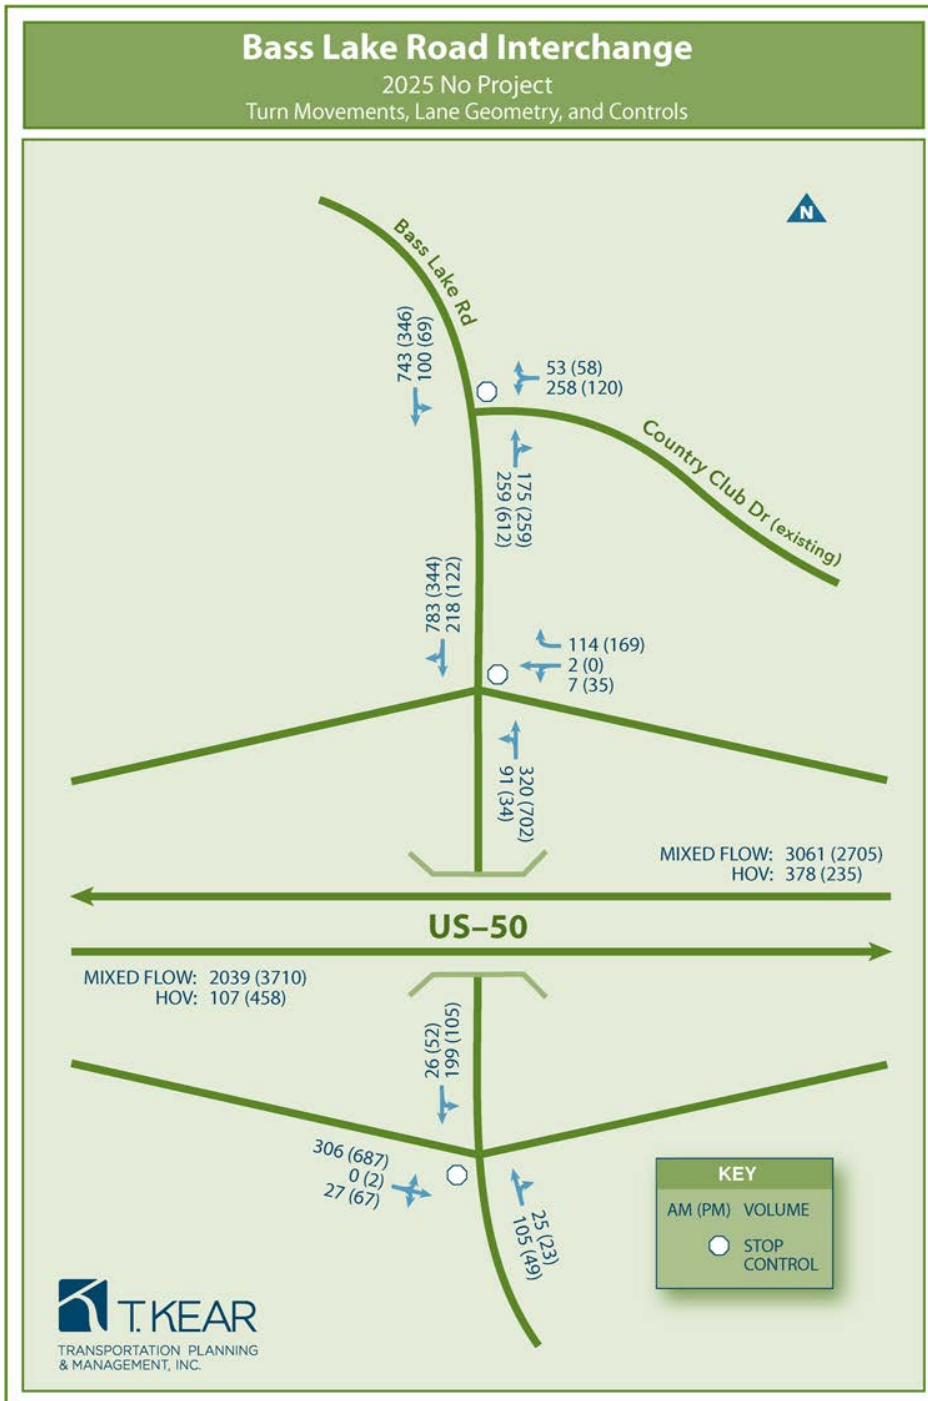 Bass Lake Road Interchange
2025 No Project
Turn Movements, Lane Geometry, and Controls
N
Bass Lake Rd
743 (346)
100 (69)
53 (58)
258 (120)
Country Club Dr (existing)
175 (259)
259 (612)
783 (344)
218 (122)
114 (169)
2 (0)
7 (35)
320 (702)
91 (34)
MIXED FLOW: 3061 (2705)
HOV: 378 (235)
US–50
MIXED FLOW: 2039 (3710)
HOV: 107 (458)
26 (52)
199 (105)
306 (687)
0 (2)
27 (67)
25 (23)
105 (49)
KEY
AM (PM) VOLUME
STOP
CONTROL
T.KEAR
TRANSPORTATION PLANNING
& MANAGEMENT, INC.